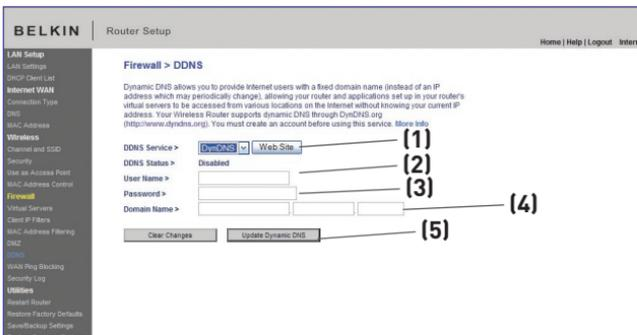 BELKIN Router Setup
Home | Help | Logout Intern
LAN Setup
LAN Settings
DHCP Client List
Internet WAN
Connection Type
DNS
MAC Address
Wireless
Channel and SSID
Security
Use as Access Point
MAC Address Control
Firewall
Virtual Servers
Client IP Filters
MAC Address Filtering
DMZ
DDNS
WAN Ping Blocking
Security Log
Utilities
Restart Router
Restore Factory Defaults
Save/Backup Settings
Firewall > DDNS
Dynamic DNS allows you to provide Internet users with a fixed domain name (instead of an IP
address which may periodically change), allowing your router and applications set up in your router's
virtual servers to be accessed from various locations on the Internet without knowing your current IP
address. Your Wireless Router supports dynamic DNS through DynDNS.org
(http://www.dyndns.org). You must create an account before using this service. More Info
DDNS Service > DynDNS Web Site (1)
DDNS Status > Disabled
User Name > (2)
Password > (3)
Domain Name > (4)
Clear Changes Update Dynamic DNS (5)